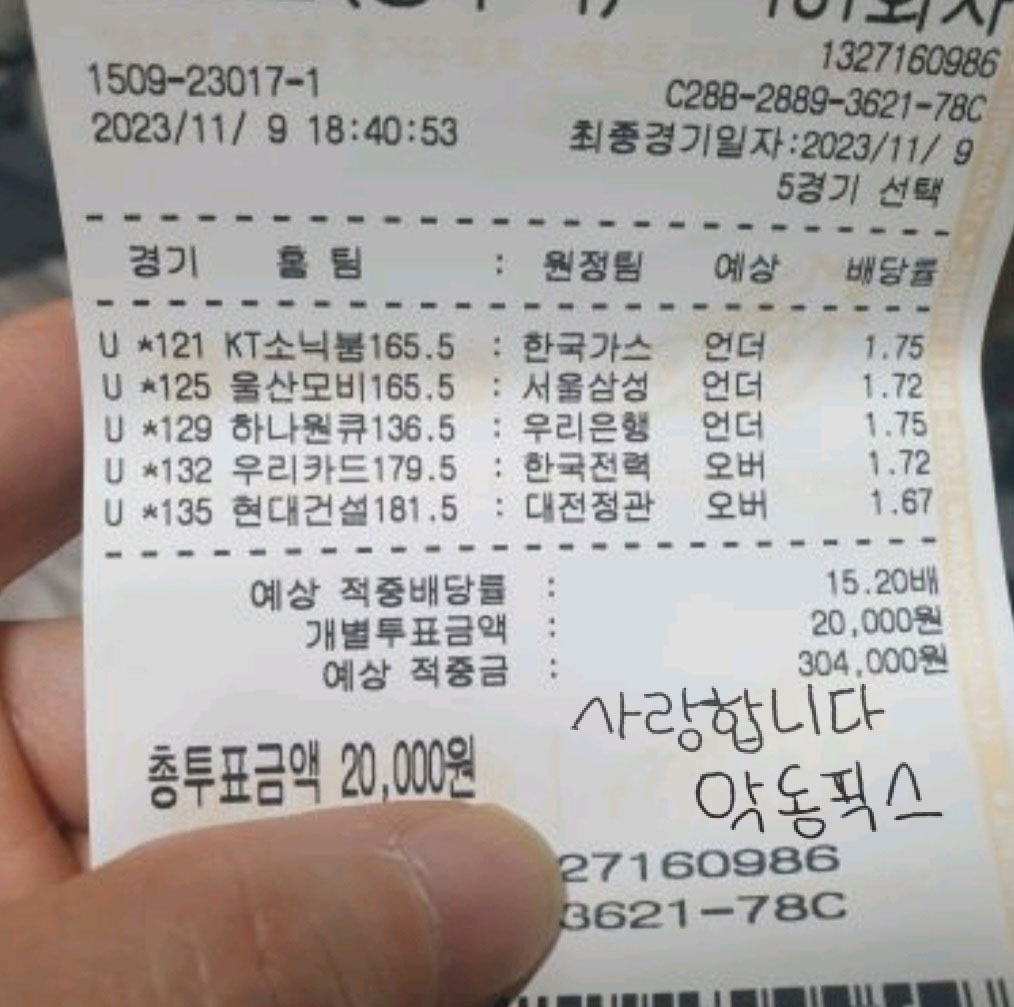 1327160986
1509-23017-1 C28B-2889-3621-78C
2023/11/ 9 18:40:53 최종경기일자:2023/11/ 9
5경기 선택
경기 홈 팀 : 원정팀 예상 배당률
U *121 KT소닉붐165.5 : 한국가스 언더 1.75
U *125 울산모비165.5 : 서울삼성 언더 1.72
U *129 하나원큐136.5 : 우리은행 언더 1.75
U *132 우리카드179.5 : 한국전력 오버 1.72
U *135 현대건설181.5 : 대전정관 오버 1.67
예상 적중배당률 : 15.20배
개별투표금액 : 20,000원
예상 적중금 : 304,000원
사랑합니다
총투표금액 20,000원
악동픽스
27160986
3621-78C